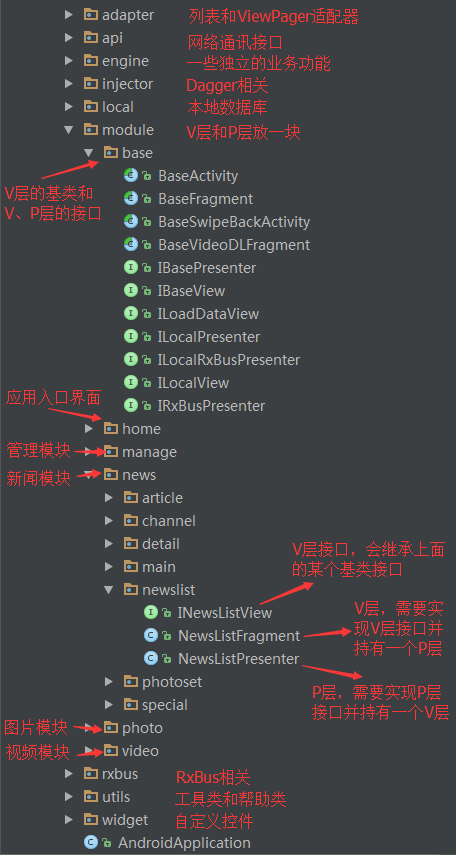 adapter 列表和ViewPager适配器
api 网络通讯接口
engine 一些独立的业务功能
injector Dagger相关
local 本地数据库
module V层和P层放一块
base
V层的基类和
V、P层的接口
BaseActivity
BaseFragment
BaseSwipeBackActivity
BaseVideoDLFragment
IBasePresenter
IBaseView
ILoadDataView
ILocalPresenter
ILocalRxBusPresenter
ILocalView
IRxBusPresenter
应用入口界面
home
管理模块 manage
新闻模块 news
article
channel
detail
main
newslist
V层接口，会继承上面
的某个基类接口
INewsListView
NewsListFragment
V层，需要实
现V层接口并
持有一个P层
NewsListPresenter
P层，需要实现P层
接口并持有一个V层
photoset
special
图片模块 photo
视频模块 video
rxbus RxBus相关
utils 工具类和帮助类
widget 自定义控件
AndroidApplication